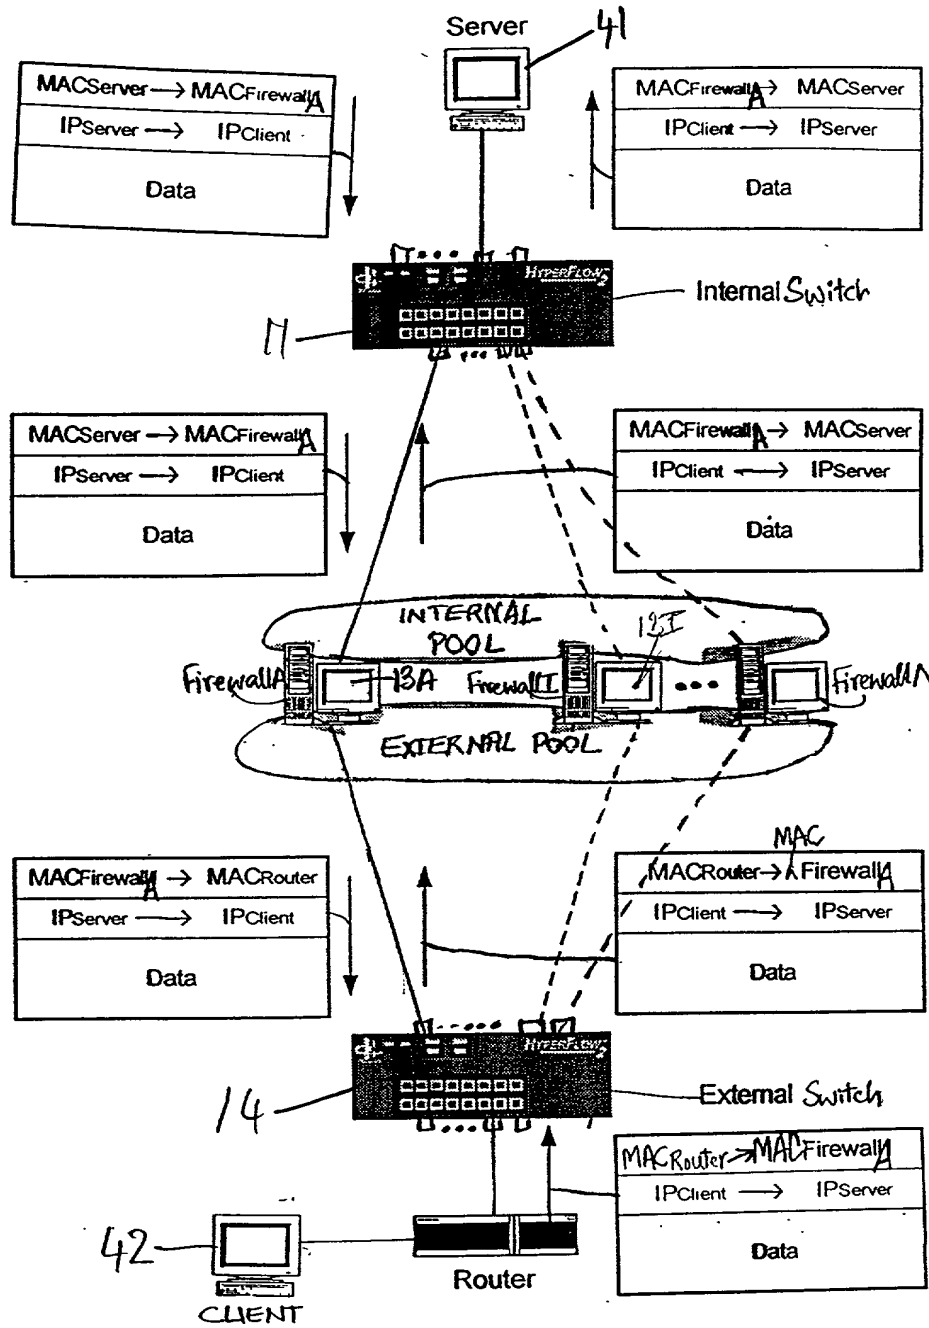 Server
41
MACServer → MACFirewallA
IPServer → IPClient
Data
MACFirewallA → MACServer
IPClient → IPServer
Data
HYPERFLOW
Internal Switch
MACServer → MACFirewallA
IPServer → IPClient
Data
MACFirewallA → MACServer
IPClient → IPServer
Data
INTERNAL
POOL
FirewallA
13A
FirewallI
12I
FirewallN
EXTERNAL POOL
MACFirewallA → MACRouter
IPServer → IPClient
Data
MAC
MACRouter → FirewallA
IPClient → IPServer
Data
HYPERFLOW
14
External Switch
MACRouter → MACFirewallA
IPClient → IPServer
Data
42
CLIENT
Router